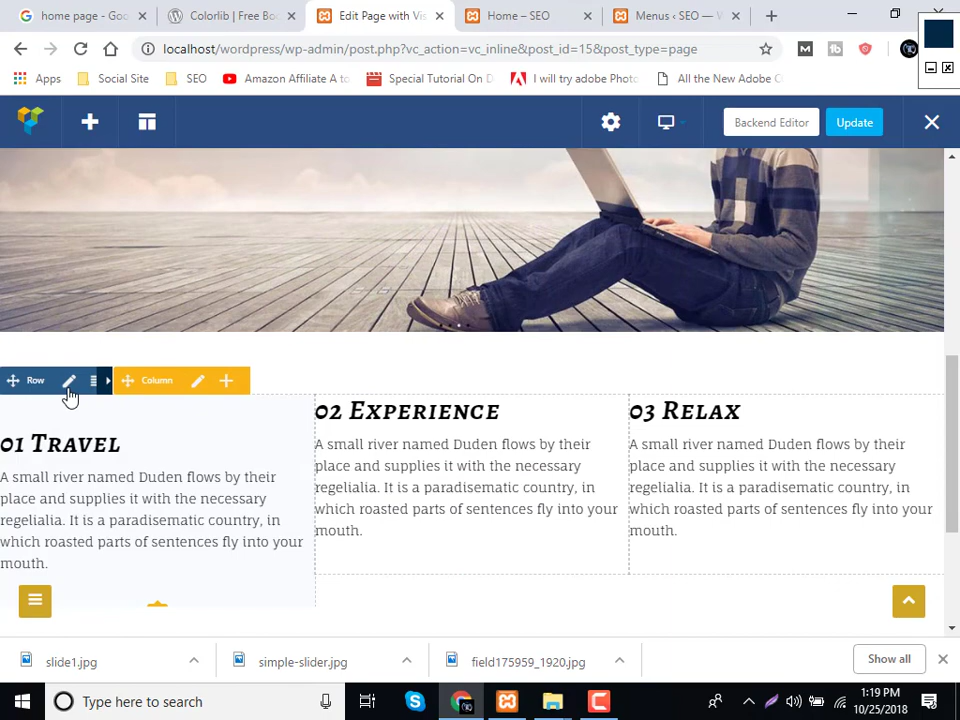 home page - Goo
Colorlib | Free Boo
Edit Page with Vis
Home – SEO
Menus ‹ SEO — W
localhost/wordpress/wp-admin/post.php?vc_action=vc_inline&post_id=15&post_type=page
Apps
Social Site
SEO
Amazon Affiliate A to
Special Tutorial On D
I will try adobe Photo
All the New Adobe C
Backend Editor
Update
Row
Column
01 Travel
A small river named Duden flows by their
place and supplies it with the necessary
regelialia. It is a paradisematic country, in
which roasted parts of sentences fly into your
mouth.
02 Experience
A small river named Duden flows by their
place and supplies it with the necessary
regelialia. It is a paradisematic country, in
which roasted parts of sentences fly into your
mouth.
03 Relax
A small river named Duden flows by their
place and supplies it with the necessary
regelialia. It is a paradisematic country, in
which roasted parts of sentences fly into your
mouth.
slide1.jpg
simple-slider.jpg
field175959_1920.jpg
Show all
Type here to search
1:19 PM
10/25/2018